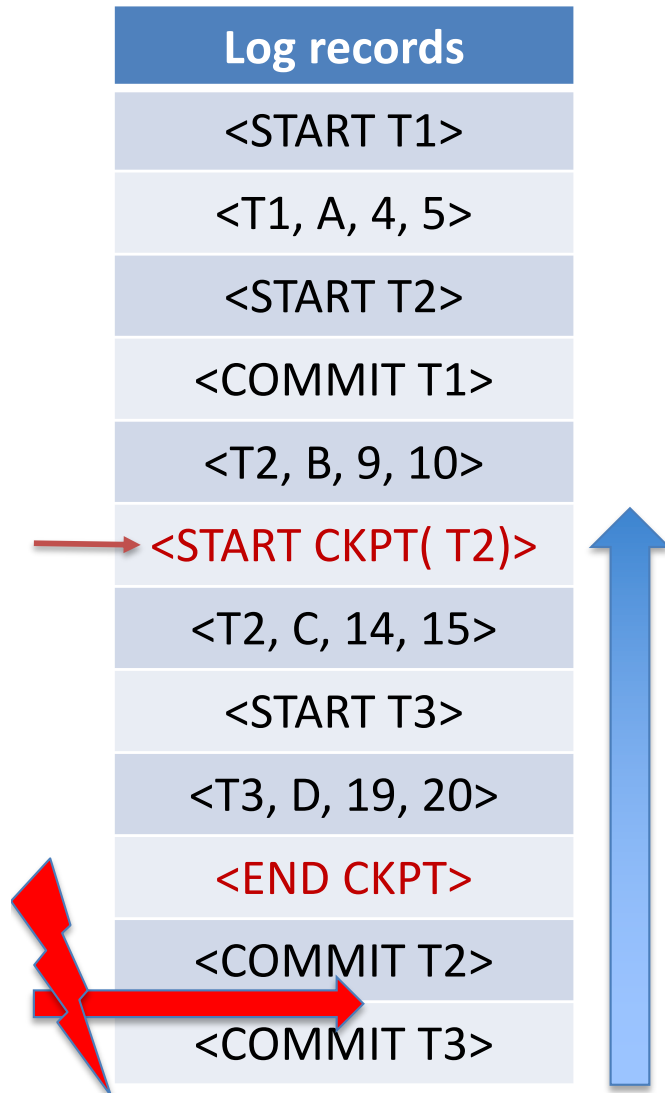 Log records
<START T1>
<T1, A, 4, 5>
<START T2>
<COMMIT T1>
<T2, B, 9, 10>
<START CKPT( T2)>
<T2, C, 14, 15>
<START T3>
<T3, D, 19, 20>
<END CKPT>
<COMMIT T2>
<COMMIT T3>